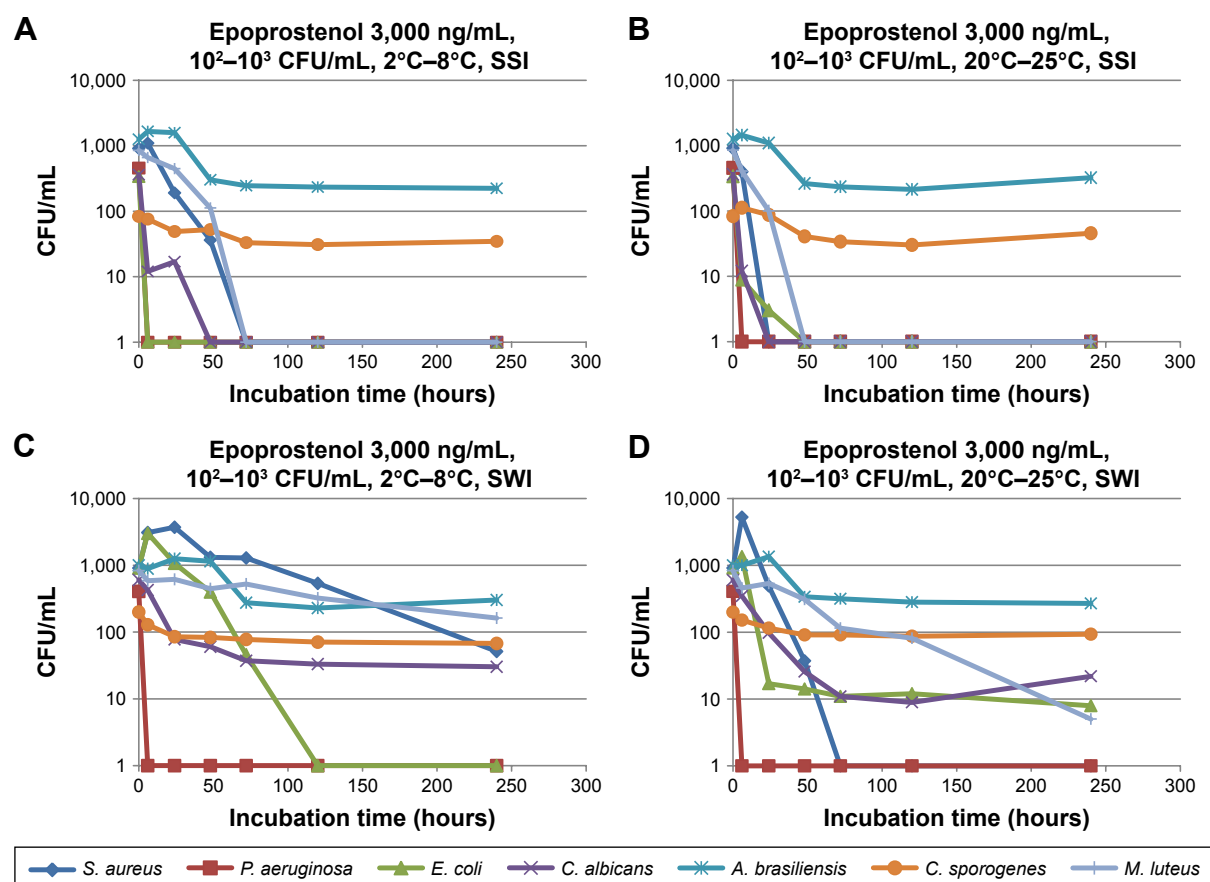 A
Epoprostenol 3,000 ng/mL,
10²–10³ CFU/mL, 2°C–8°C, SSI
10,000
1,000
100
10
1
CFU/mL
0
50
100
150
200
250
300
Incubation time (hours)
B
Epoprostenol 3,000 ng/mL,
10²–10³ CFU/mL, 20°C–25°C, SSI
10,000
1,000
100
10
1
CFU/mL
0
50
100
150
200
250
300
Incubation time (hours)
C
Epoprostenol 3,000 ng/mL,
10²–10³ CFU/mL, 2°C–8°C, SWI
10,000
1,000
100
10
1
CFU/mL
0
50
100
150
200
250
300
Incubation time (hours)
D
Epoprostenol 3,000 ng/mL,
10²–10³ CFU/mL, 20°C–25°C, SWI
10,000
1,000
100
10
1
CFU/mL
0
50
100
150
200
250
300
Incubation time (hours)
S. aureus P. aeruginosa E. coli C. albicans A. brasiliensis C. sporogenes M. luteus